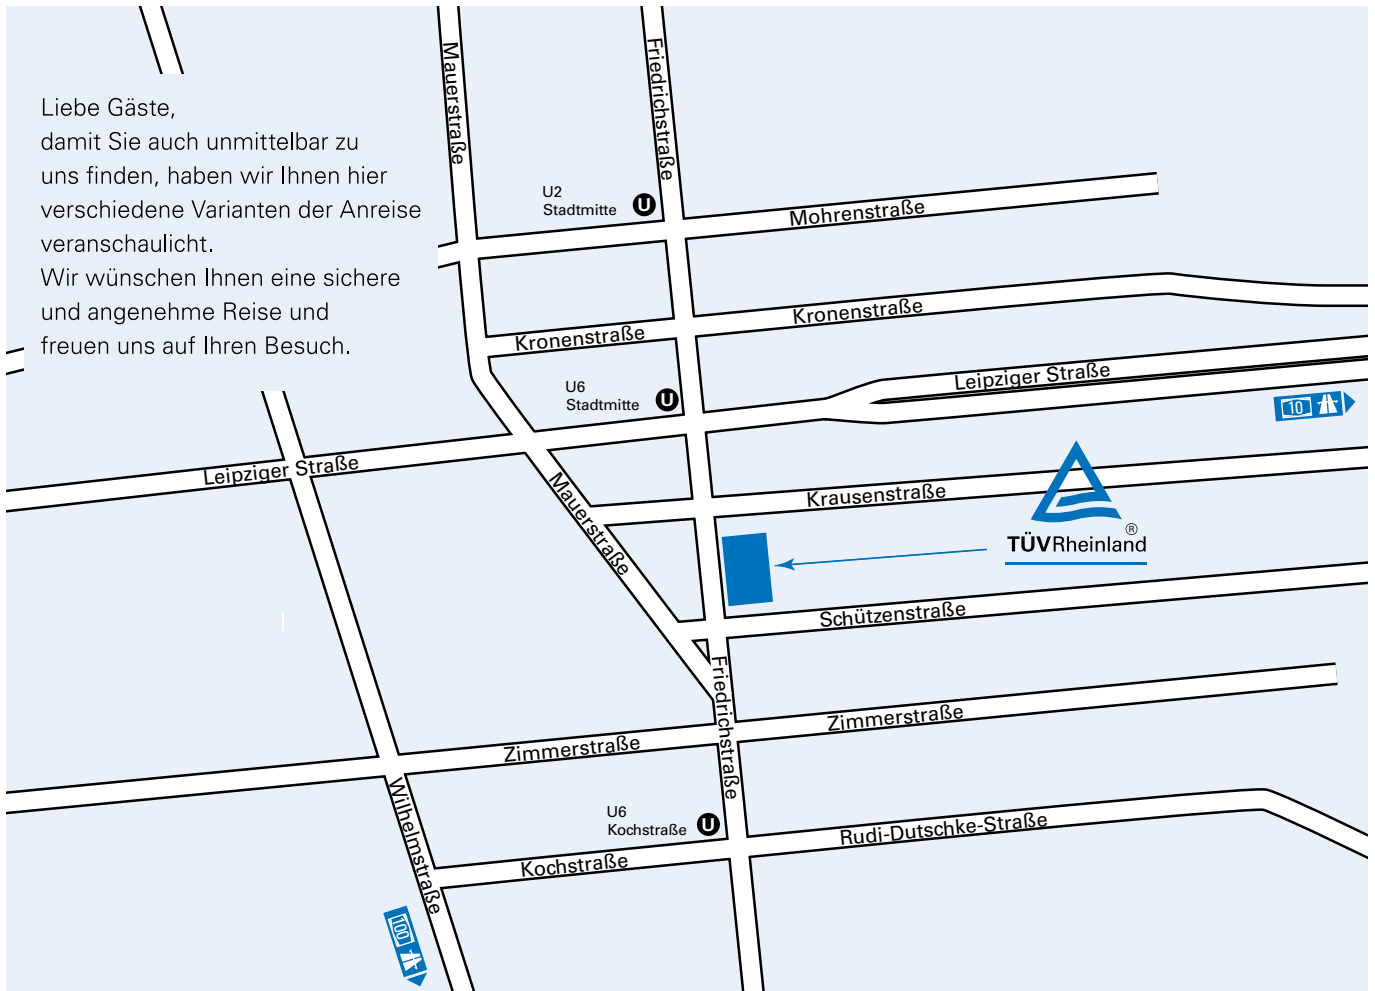 Liebe Gäste,
damit Sie auch unmittelbar zu
uns finden, haben wir Ihnen hier
verschiedene Varianten der Anreise
veranschaulicht.
Wir wünschen Ihnen eine sichere
und angenehme Reise und
freuen uns auf Ihren Besuch.
Mauerstraße
Friedrichstraße
U2
Stadtmitte
U
Mohrenstraße
Kronenstraße
Kronenstraße
U6
Stadtmitte
U
Leipziger Straße
10
Leipziger Straße
Mauerstraße
Krausenstraße
®
TÜVRheinland
Schützenstraße
Friedrichstraße
Zimmerstraße
Zimmerstraße
Wilhelmstraße
U6
Kochstraße
U
Rudi-Dutschke-Straße
Kochstraße
100